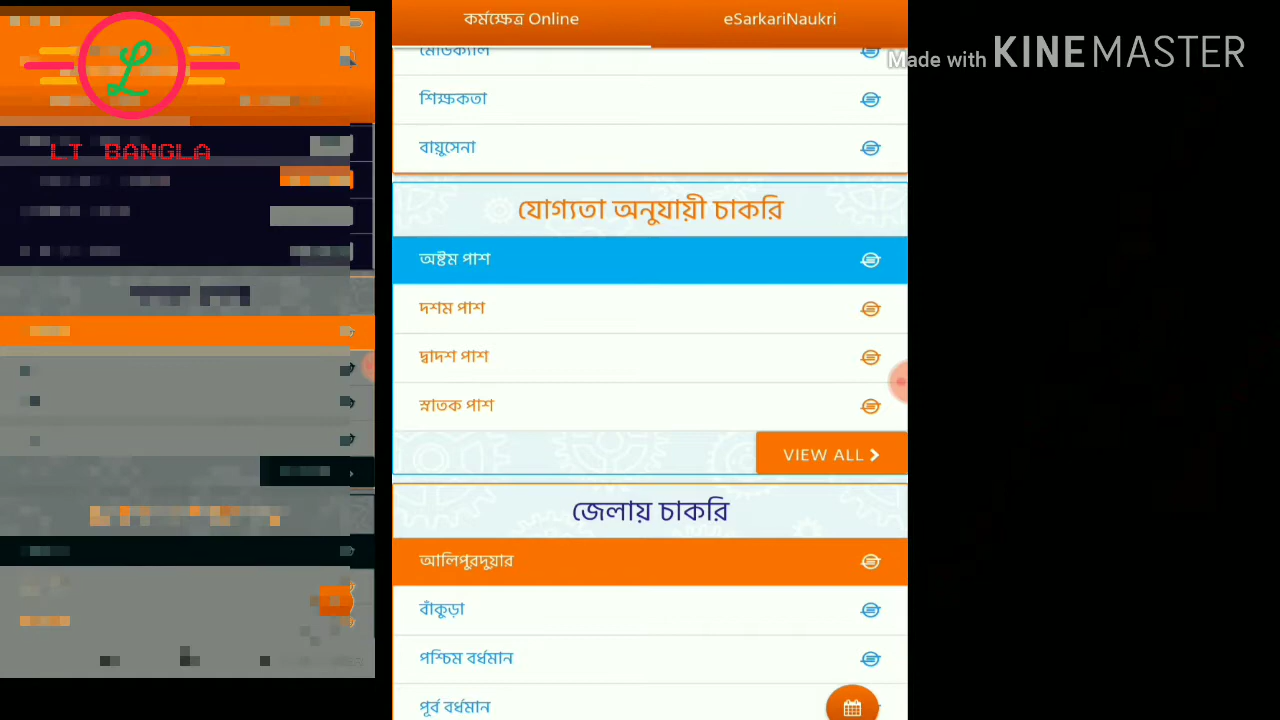 কর্মক্ষেত্র Online
eSarkariNaukri
Made with KINEMASTER
মেডিক্যাল
শিক্ষকতা
বায়ুসেনা
LT BANGLA
যোগ্যতা অনুযায়ী চাকরি
অষ্টম পাশ
দশম পাশ
দ্বাদশ পাশ
স্নাতক পাশ
VIEW ALL
জেলায় চাকরি
আলিপুরদুয়ার
বাঁকুড়া
পশ্চিম বর্ধমান
পূর্ব বর্ধমান